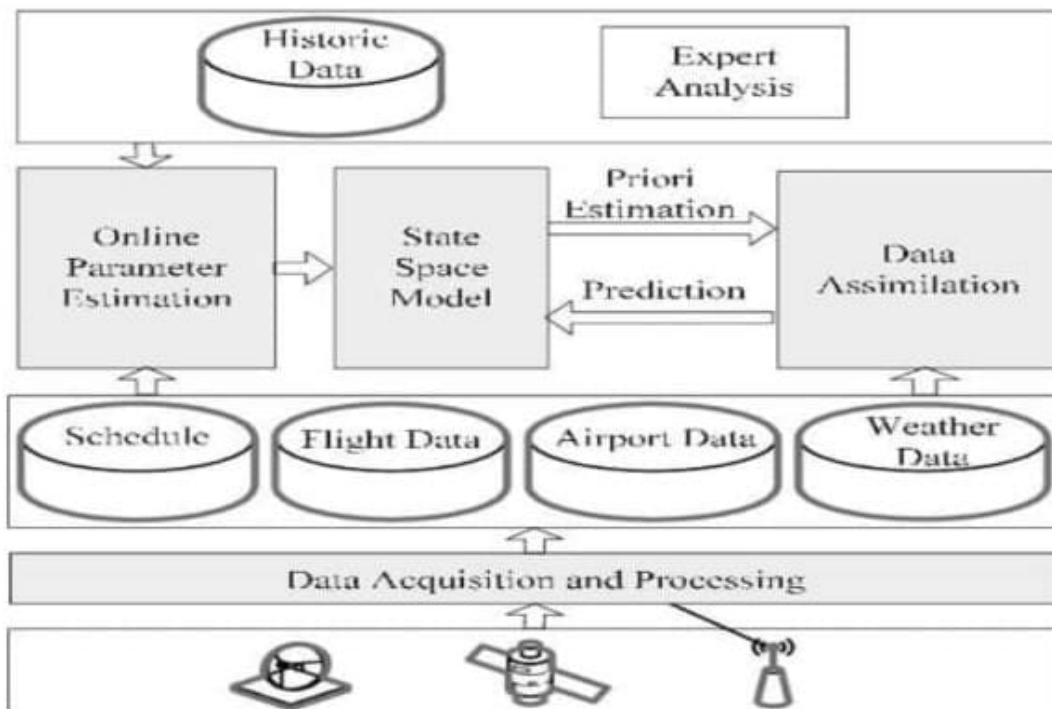 Historic
Data
Expert
Analysis
Online
Parameter
Estimation
State
Space
Model
Priori
Estimation
Prediction
Data
Assimilation
Schedule
Flight Data
Airport Data
Weather
Data
Data Acquisition and Processing